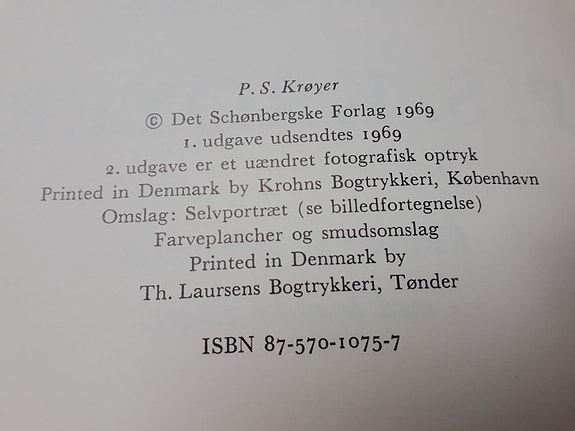 P. S. Krøyer
© Det Schønbergske Forlag 1969
1. udgave udsendtes 1969
2. udgave er et uændret fotografisk optryk
Printed in Denmark by Krohns Bogtrykkeri, København
Omslag: Selvportræt (se billedfortegnelse)
Farveplancher og smudsomslag
Printed in Denmark by
Th. Laursens Bogtrykkeri, Tønder
ISBN 87-570-1075-7